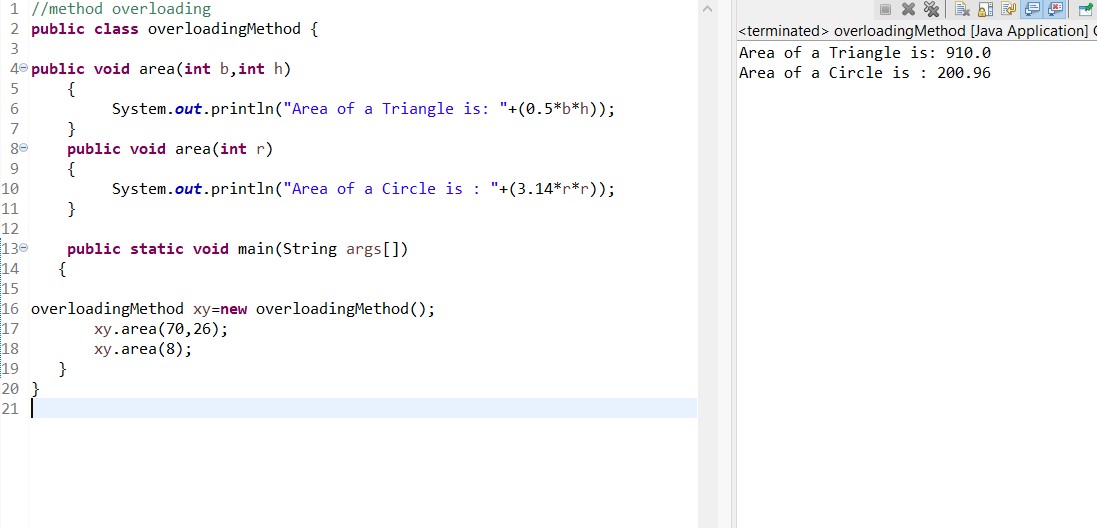 1 //method overloading
2 public class overloadingMethod {
3
4 public void area(int b,int h)
5 {
6 System.out.println("Area of a Triangle is: "+(0.5*b*h));
7 }
8 public void area(int r)
9 {
10 System.out.println("Area of a Circle is : "+(3.14*r*r));
11 }
12
13 public static void main(String args[])
14 {
15
16 overloadingMethod xy=new overloadingMethod();
17 xy.area(70,26);
18 xy.area(8);
19 }
20 }
21
<terminated> overloadingMethod [Java Application] C
Area of a Triangle is: 910.0
Area of a Circle is : 200.96